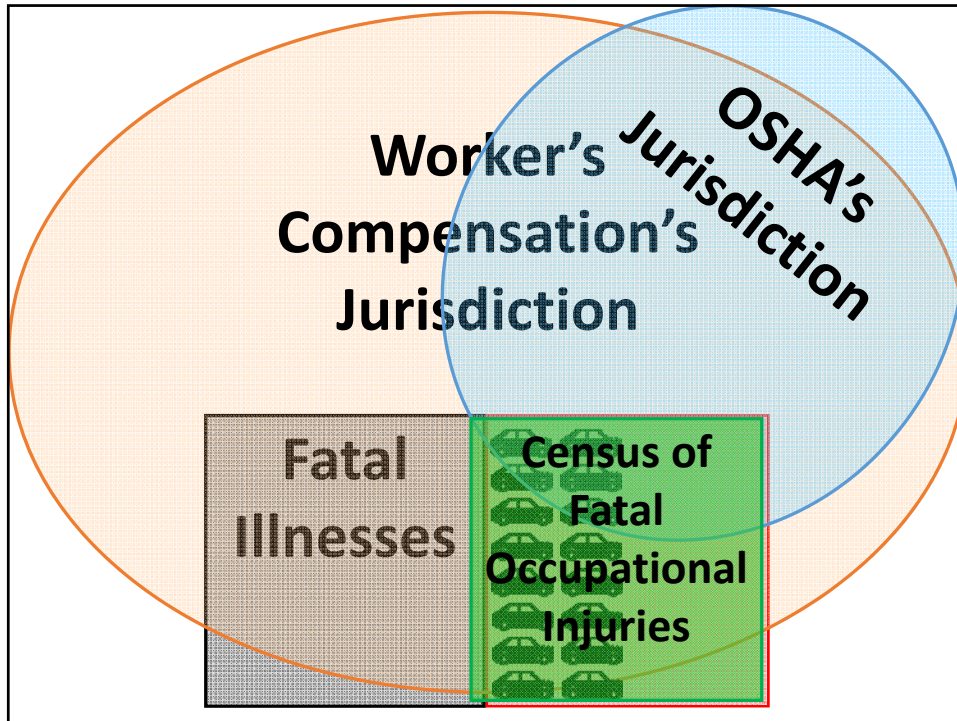 Worker’s
Compensation’s
Jurisdiction
OSHA’s
Jurisdiction
Fatal
Illnesses
Census of
Fatal
Occupational
Injuries